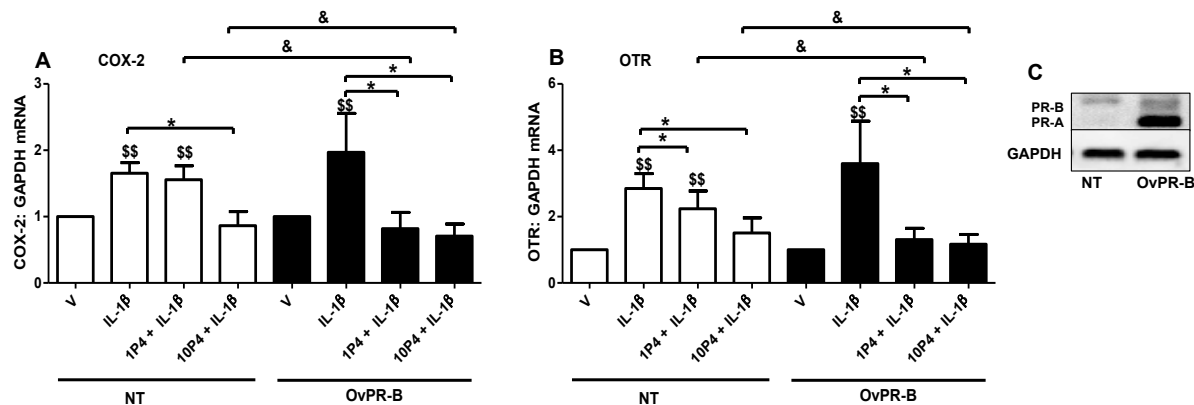 A
COX-2
&
&
*
*
*
$$
$$
$$
COX-2: GAPDH mRNA
3
2
1
0
V
IL-1β
1P4 + IL-1β
10P4 + IL-1β
V
IL-1β
1P4 + IL-1β
10P4 + IL-1β
NT
OvPR-B
B
OTR
&
&
*
*
*
*
$$
$$
$$
OTR: GAPDH mRNA
6
4
2
0
V
IL-1β
1P4 + IL-1β
10P4 + IL-1β
V
IL-1β
1P4 + IL-1β
10P4 + IL-1β
NT
OvPR-B
C
PR-B
PR-A
GAPDH
NT OvPR-B